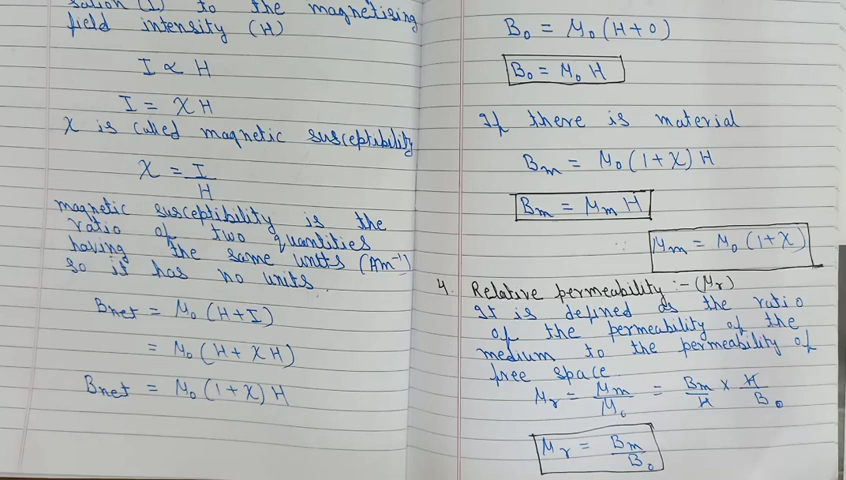 sation (I) to the magnetising
field intensity (H)
I ∝ H
I = χ H
χ is called magnetic susceptibility
χ = I/H
magnetic susceptibility is the
ratio of two quantities
having the same units (Am⁻¹)
so it has no units.
Bnet = μ₀ (H+I)
= μ₀ (H + χH)
Bnet = μ₀ (1+χ) H
B₀ = μ₀ (H+0)
B₀ = μ₀ H
If there is material
Bm = μ₀ (1+χ) H
Bm = μm H
∴ μm = μ₀ (1+χ)
4. Relative permeability :- (μr)
It is defined as the ratio
of the permeability of the
medium to the permeability of
free space
μr = μm/μ₀ = Bm/H × H/B₀
μr = Bm/B₀